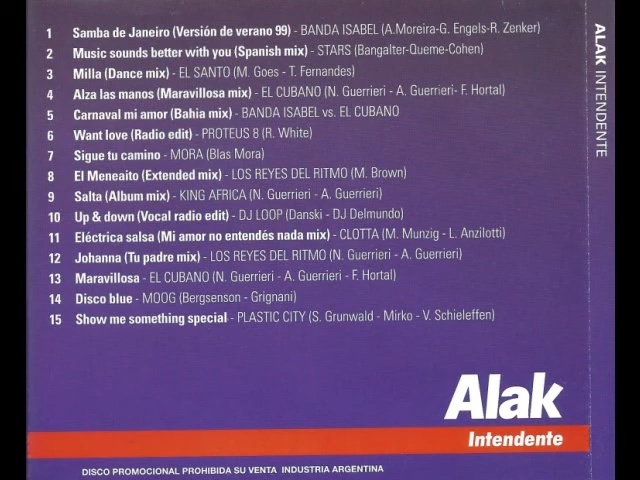 1 Samba de Janeiro (Versión de verano 99) - BANDA ISABEL (A.Moreira-G. Engels-R. Zenker)
2 Music sounds better with you (Spanish mix) - STARS (Bangalter-Queme-Cohen)
3 Milla (Dance mix) - EL SANTO (M. Goes - T. Fernandes)
4 Alza las manos (Maravillosa mix) - EL CUBANO (N. Guerrieri - A. Guerrieri- F. Hortal)
5 Carnaval mi amor (Bahia mix) - BANDA ISABEL vs. EL CUBANO
6 Want love (Radio edit) - PROTEUS 8 (R. White)
7 Sigue tu camino - MORA (Blas Mora)
8 El Meneaito (Extended mix) - LOS REYES DEL RITMO (M. Brown)
9 Salta (Album mix) - KING AFRICA (N. Guerrieri - A. Guerrieri)
10 Up & down (Vocal radio edit) - DJ LOOP (Danski - DJ Delmundo)
11 Eléctrica salsa (Mi amor no entendés nada mix) - CLOTTA (M. Munzig - L. Anzilotti)
12 Johanna (Tu padre mix) - LOS REYES DEL RITMO (N. Guerrieri - A. Guerrieri)
13 Maravillosa - EL CUBANO (N. Guerrieri - A. Guerrieri - F. Hortal)
14 Disco blue - MOOG (Bergsenson - Grignani)
15 Show me something special - PLASTIC CITY (S. Grunwald - Mirko - V. Schieleffen)
Alak
Intendente
DISCO PROMOCIONAL PROHIBIDA SU VENTA INDUSTRIA ARGENTINA
ALAK INTENDENTE